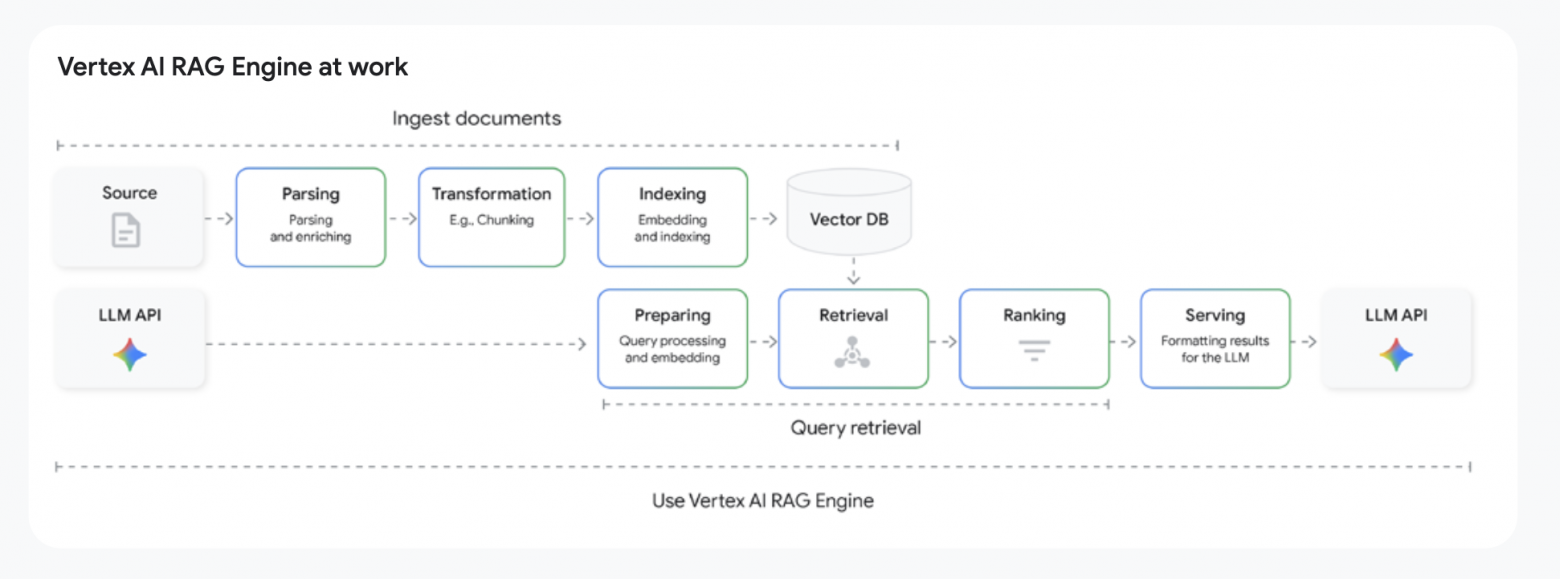 Vertex AI RAG Engine at work
Ingest documents
Source
Parsing
Parsing
and enriching
Transformation
E.g., Chunking
Indexing
Embedding
and indexing
Vector DB
LLM API
Preparing
Query processing
and embedding
Retrieval
Ranking
Serving
Formatting results
for the LLM
LLM API
Query retrieval
Use Vertex AI RAG Engine